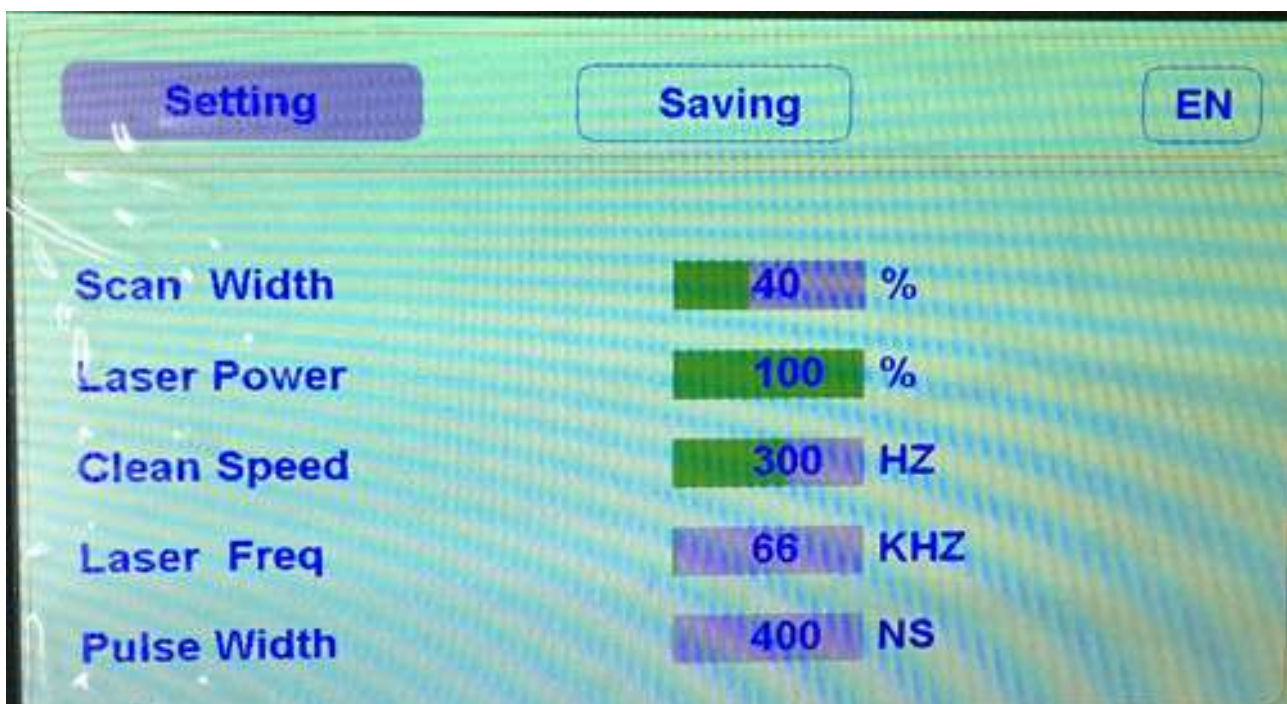 Setting Saving EN
Scan Width 40 %
Laser Power 100 %
Clean Speed 300 HZ
Laser Freq 66 KHZ
Pulse Width 400 NS